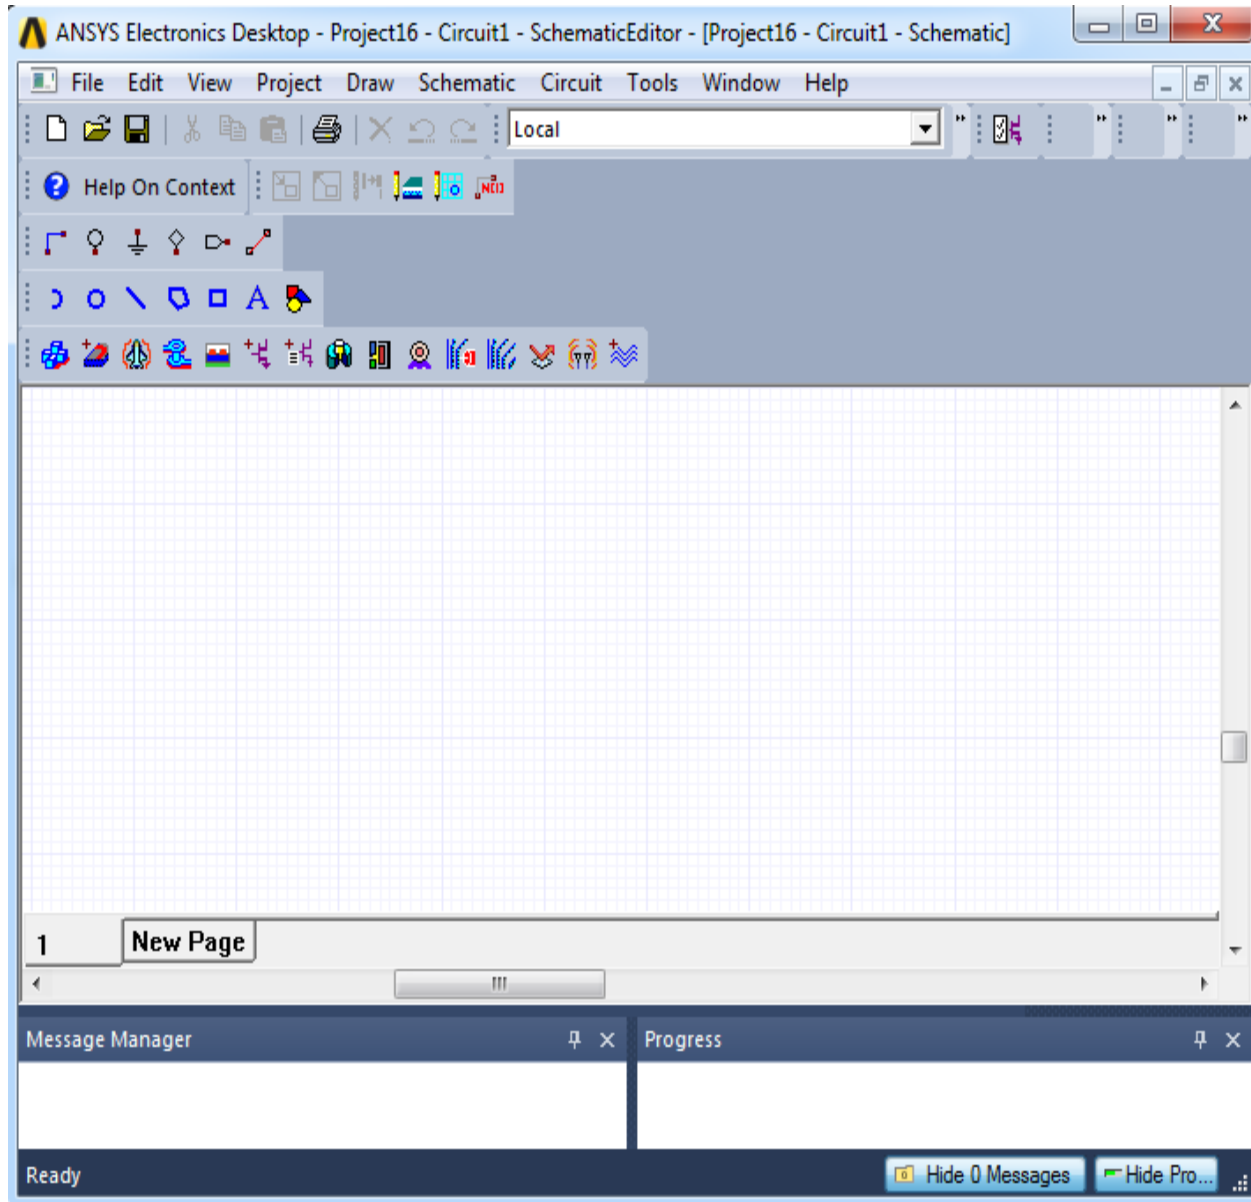 ANSYS Electronics Desktop - Project16 - Circuit1 - SchematicEditor - [Project16 - Circuit1 - Schematic]
File Edit View Project Draw Schematic Circuit Tools Window Help
Local
Help On Context
A
1 New Page
Message Manager Progress
Ready Hide 0 Messages Hide Pro...